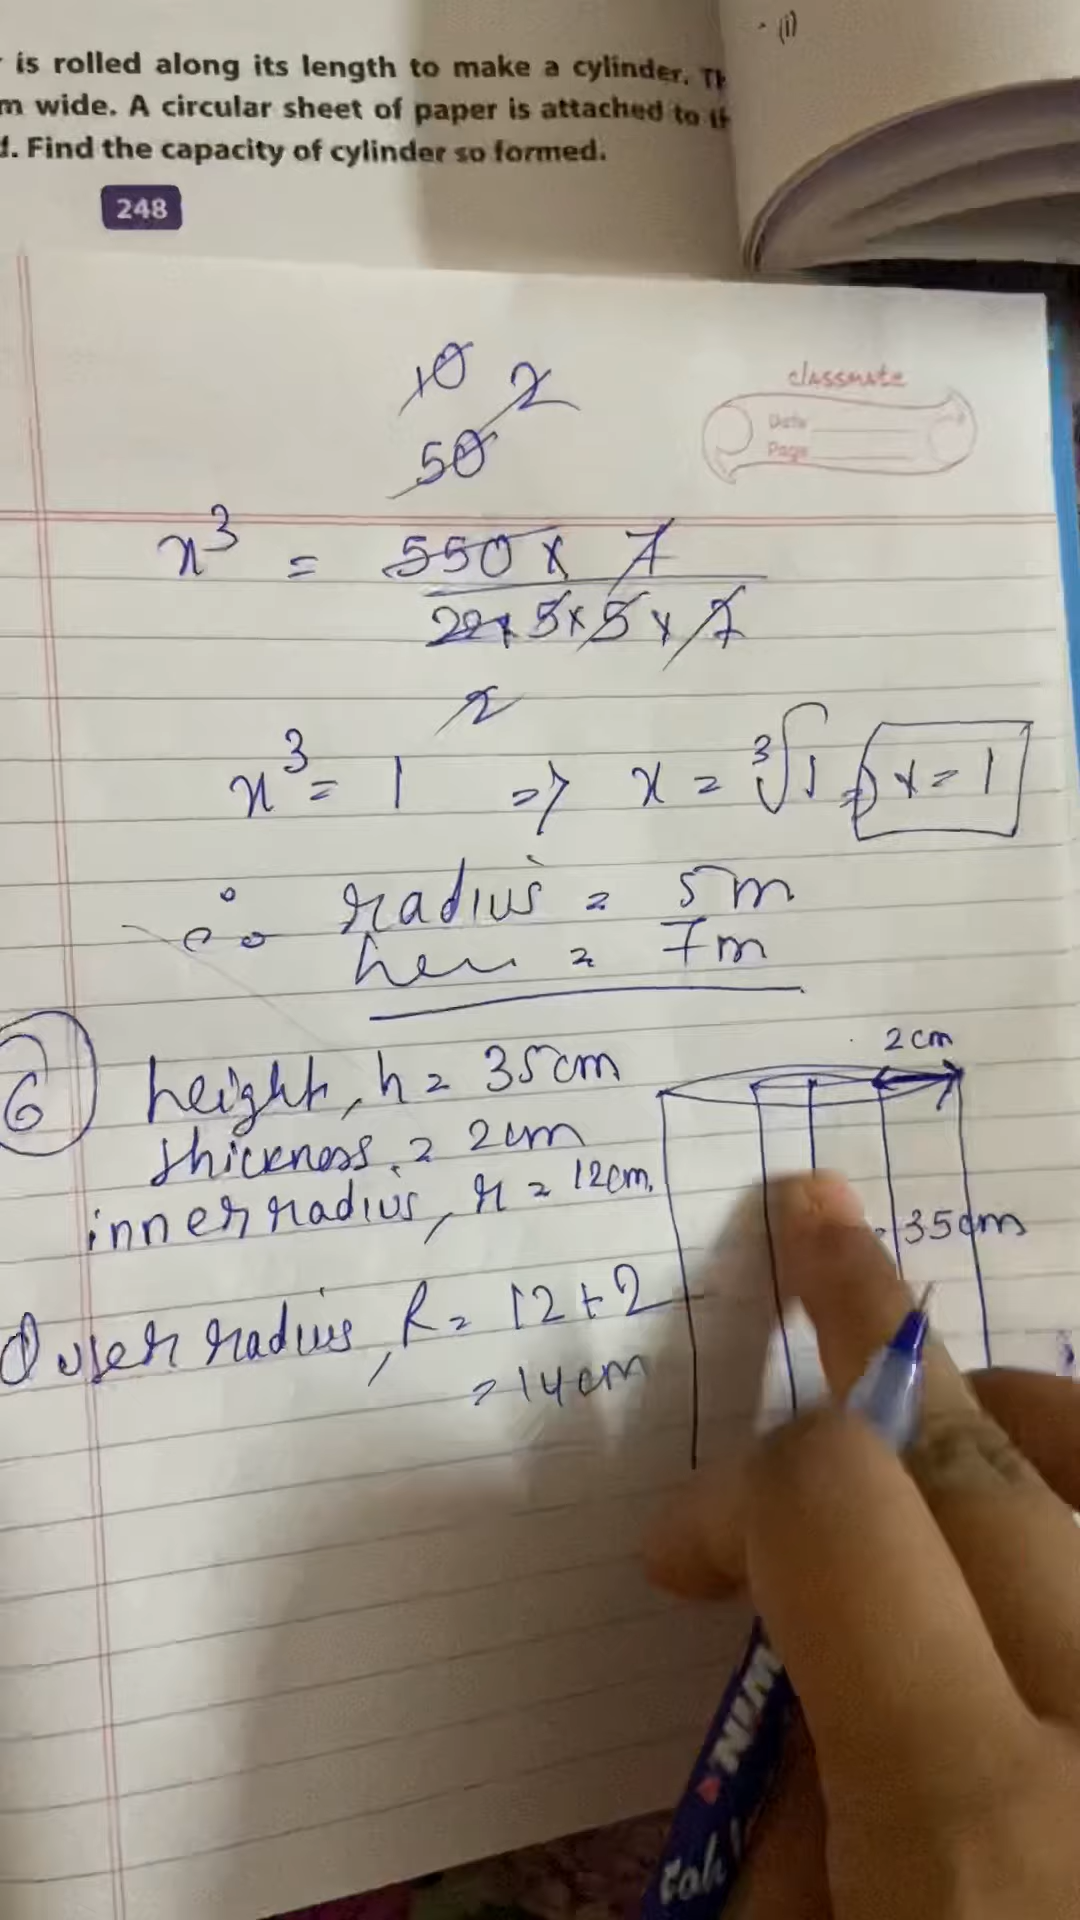 (i)
is rolled along its length to make a cylinder. Th
m wide. A circular sheet of paper is attached to th
d. Find the capacity of cylinder so formed.
248
classmate
Date
Page
10 2
50
x³ = 550 × 7
22 × 5 × 5 × 7
2
x³ = 1 => x = ³√1 => x = 1
∴ radius = 5m
= 7m
6 height, h = 35cm
2cm
thickness = 2cm
inner radius, r = 12cm.
35cm
Outer radius, R = 12+2
= 14cm
WIN